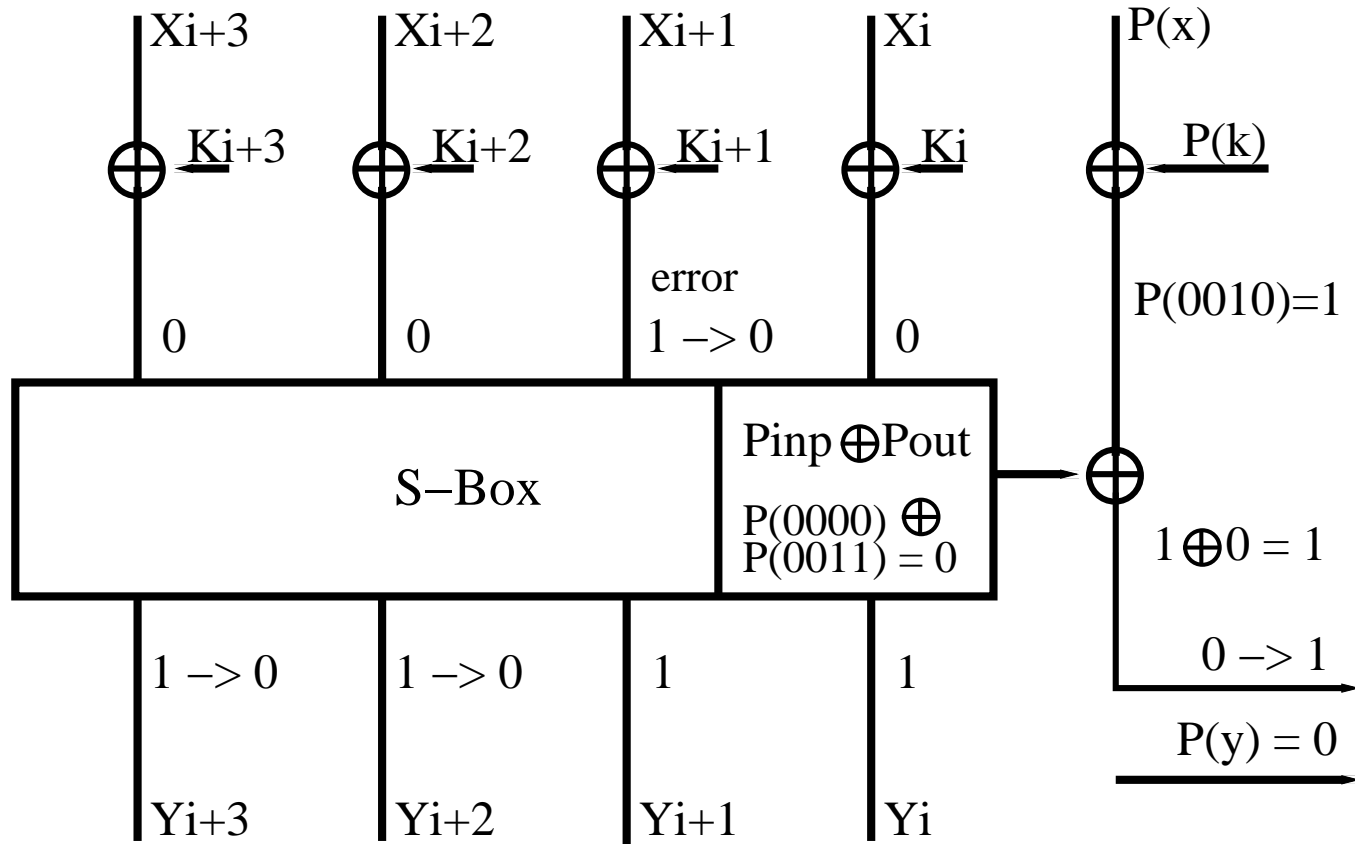 Xi+3 Xi+2 Xi+1 Xi P(x)
Ki+3 Ki+2 Ki+1 Ki P(k)
error
P(0010)=1
0 0 1 −> 0 0
Pinp ⊕ Pout
S−Box
P(0000) ⊕
P(0011) = 0
1 ⊕ 0 = 1
1 −> 0 1 −> 0 1 1 0 −> 1
P(y) = 0
Yi+3 Yi+2 Yi+1 Yi